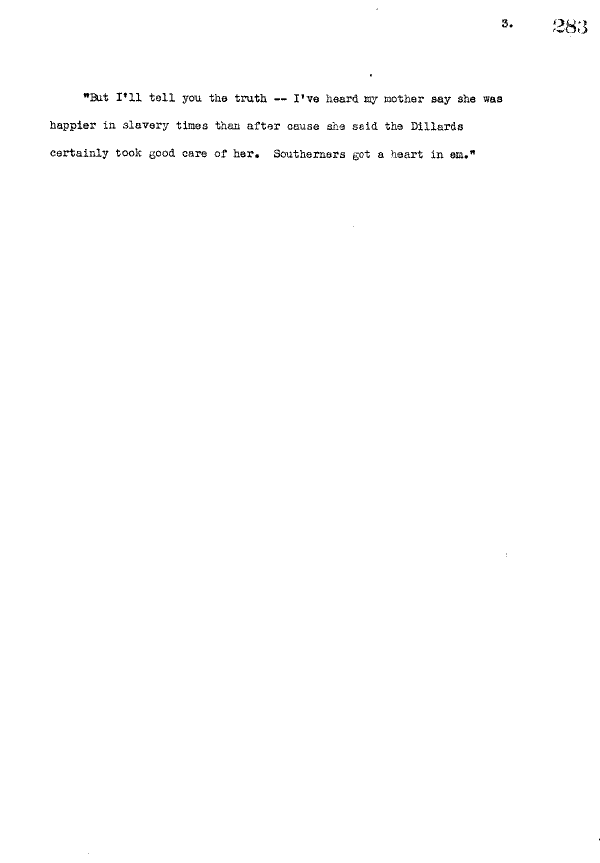 3. 283
"But I'll tell you the truth -- I've heard my mother say she was
happier in slavery times than after cause she said the Dillards
certainly took good care of her. Southerners got a heart in em."